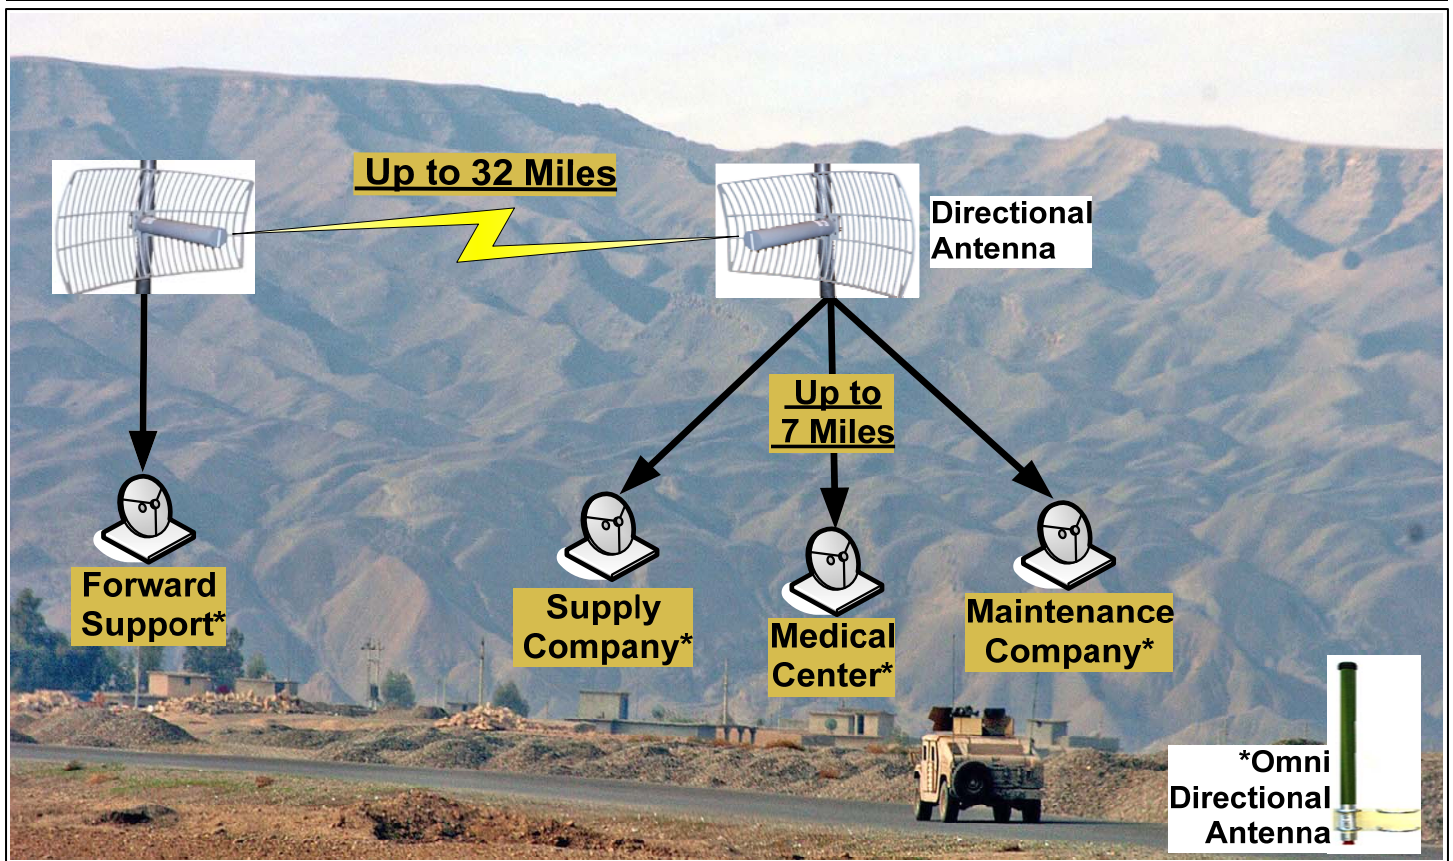 Up to 32 Miles
Directional
Antenna
Up to
7 Miles
Forward
Support*
Supply
Company*
Medical
Center*
Maintenance
Company*
*Omni
Directional
Antenna